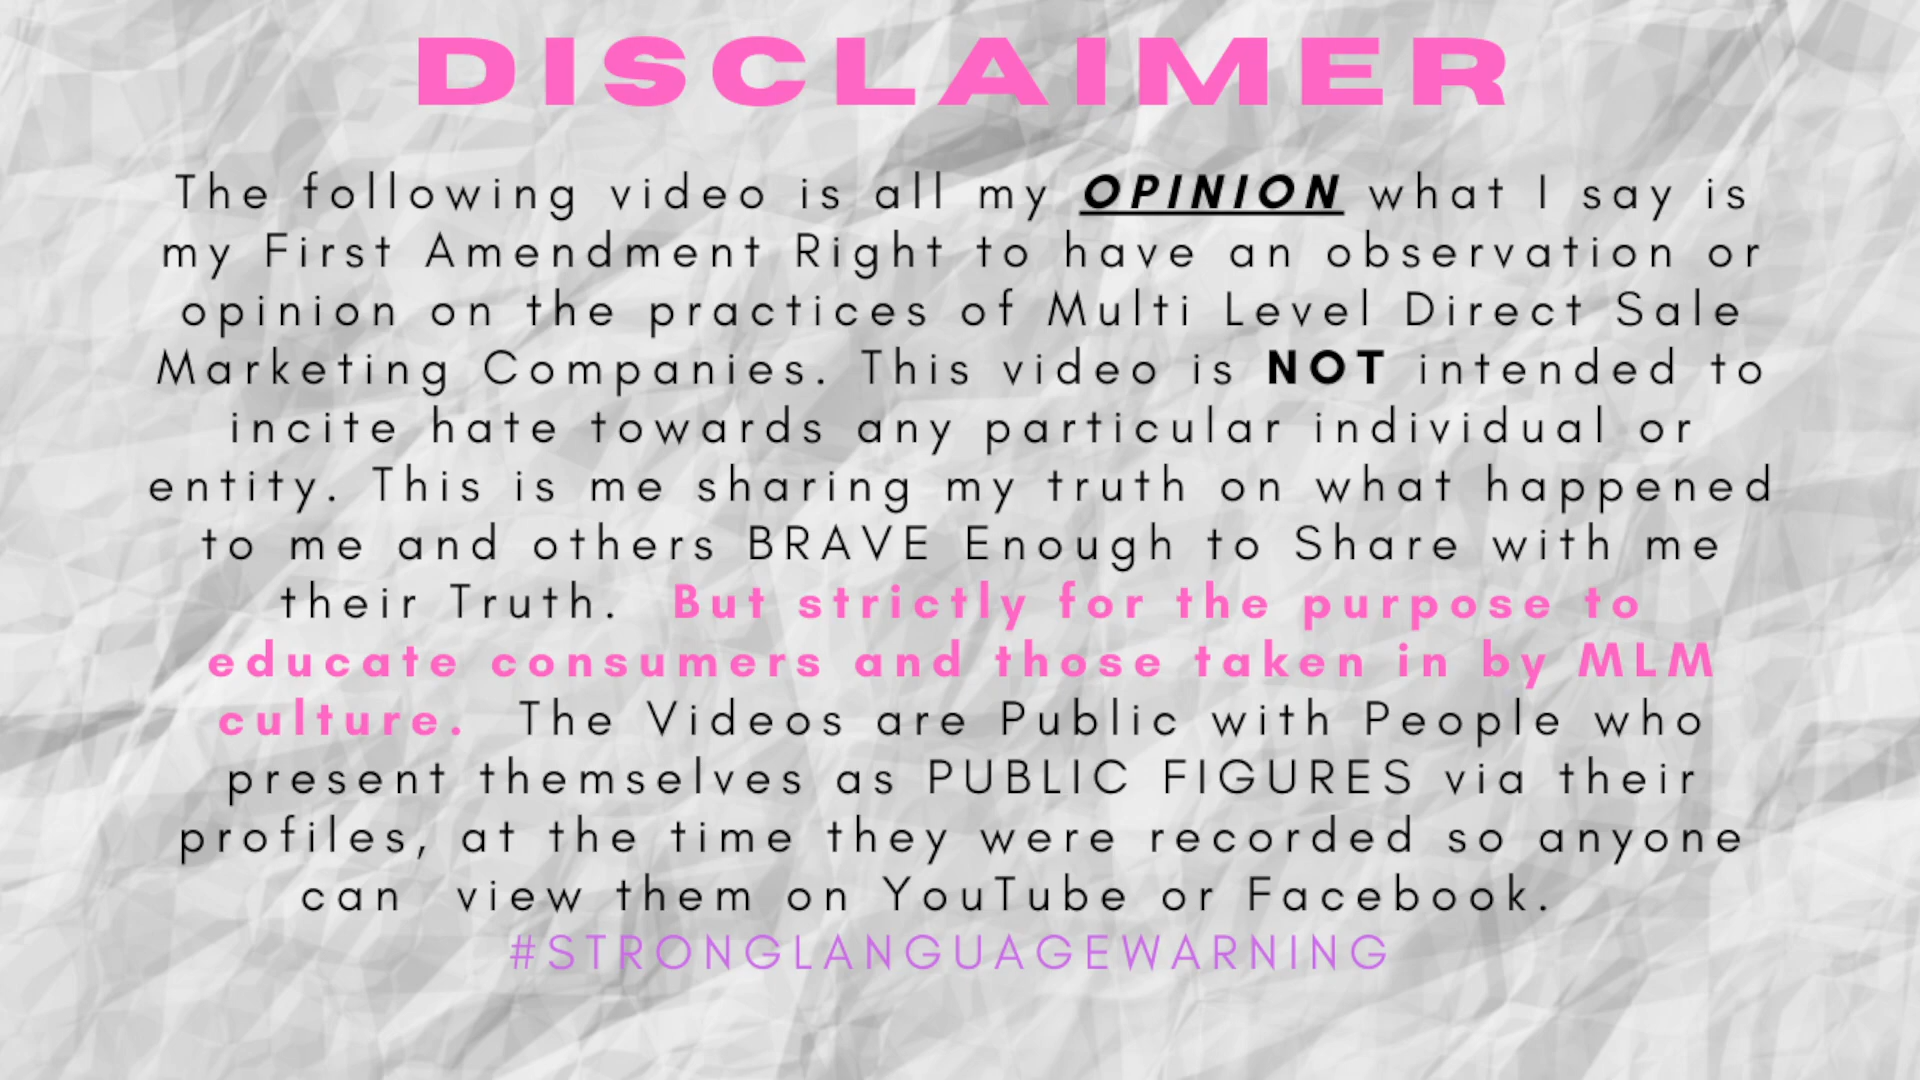 DISCLAIMER
The following video is all my OPINION what I say is
my First Amendment Right to have an observation or
opinion on the practices of Multi Level Direct Sale
Marketing Companies. This video is NOT intended to
incite hate towards any particular individual or
entity. This is me sharing my truth on what happened
to me and others BRAVE Enough to Share with me
their Truth. But strictly for the purpose to
educate consumers and those taken in by MLM
culture. The Videos are Public with People who
present themselves as PUBLIC FIGURES via their
profiles, at the time they were recorded so anyone
can view them on YouTube or Facebook.
#STRONGLANGUAGEWARNING